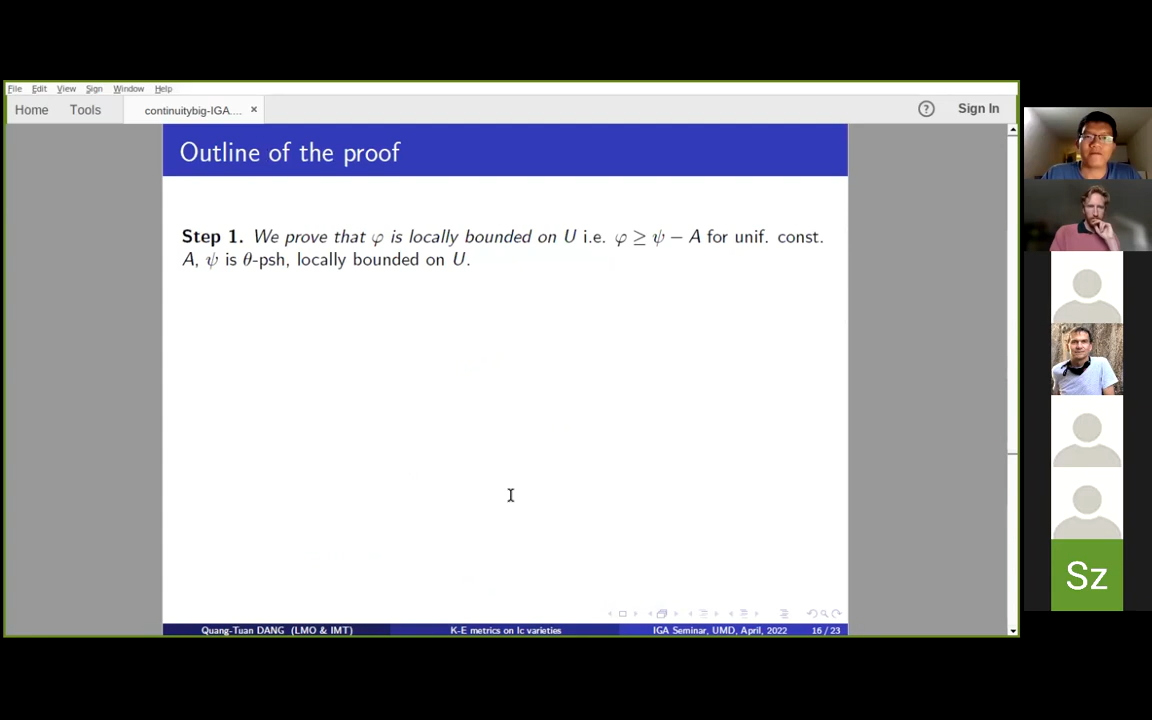 File Edit View Sign Window Help
Home Tools continuitybig-IGA.... × ? Sign In
Outline of the proof
Step 1. We prove that φ is locally bounded on U i.e. φ ≥ ψ − A for unif. const.
A, ψ is θ-psh, locally bounded on U.
Quang-Tuan DANG (LMO & IMT) K-E metrics on lc varieties IGA Seminar, UMD, April, 2022 16 / 23
Sz